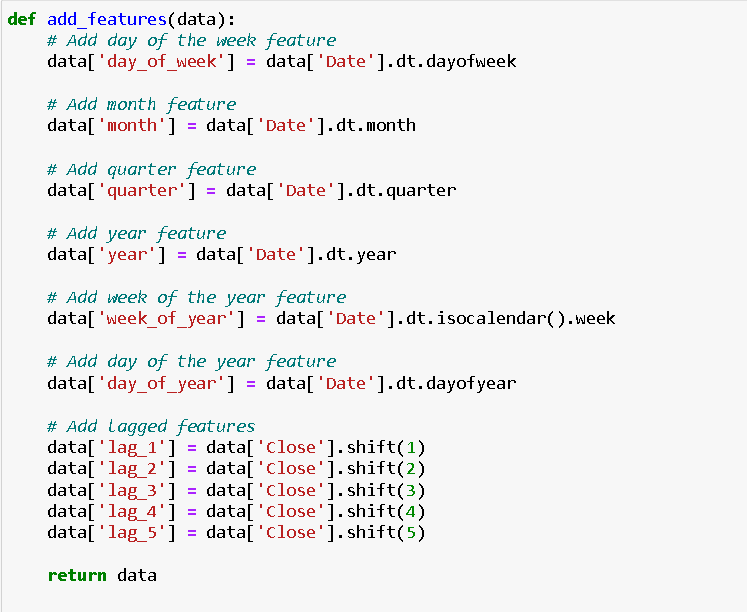 def add_features(data):
    # Add day of the week feature
    data['day_of_week'] = data['Date'].dt.dayofweek

    # Add month feature
    data['month'] = data['Date'].dt.month

    # Add quarter feature
    data['quarter'] = data['Date'].dt.quarter

    # Add year feature
    data['year'] = data['Date'].dt.year

    # Add week of the year feature
    data['week_of_year'] = data['Date'].dt.isocalendar().week

    # Add day of the year feature
    data['day_of_year'] = data['Date'].dt.dayofyear

    # Add lagged features
    data['lag_1'] = data['Close'].shift(1)
    data['lag_2'] = data['Close'].shift(2)
    data['lag_3'] = data['Close'].shift(3)
    data['lag_4'] = data['Close'].shift(4)
    data['lag_5'] = data['Close'].shift(5)

    return data